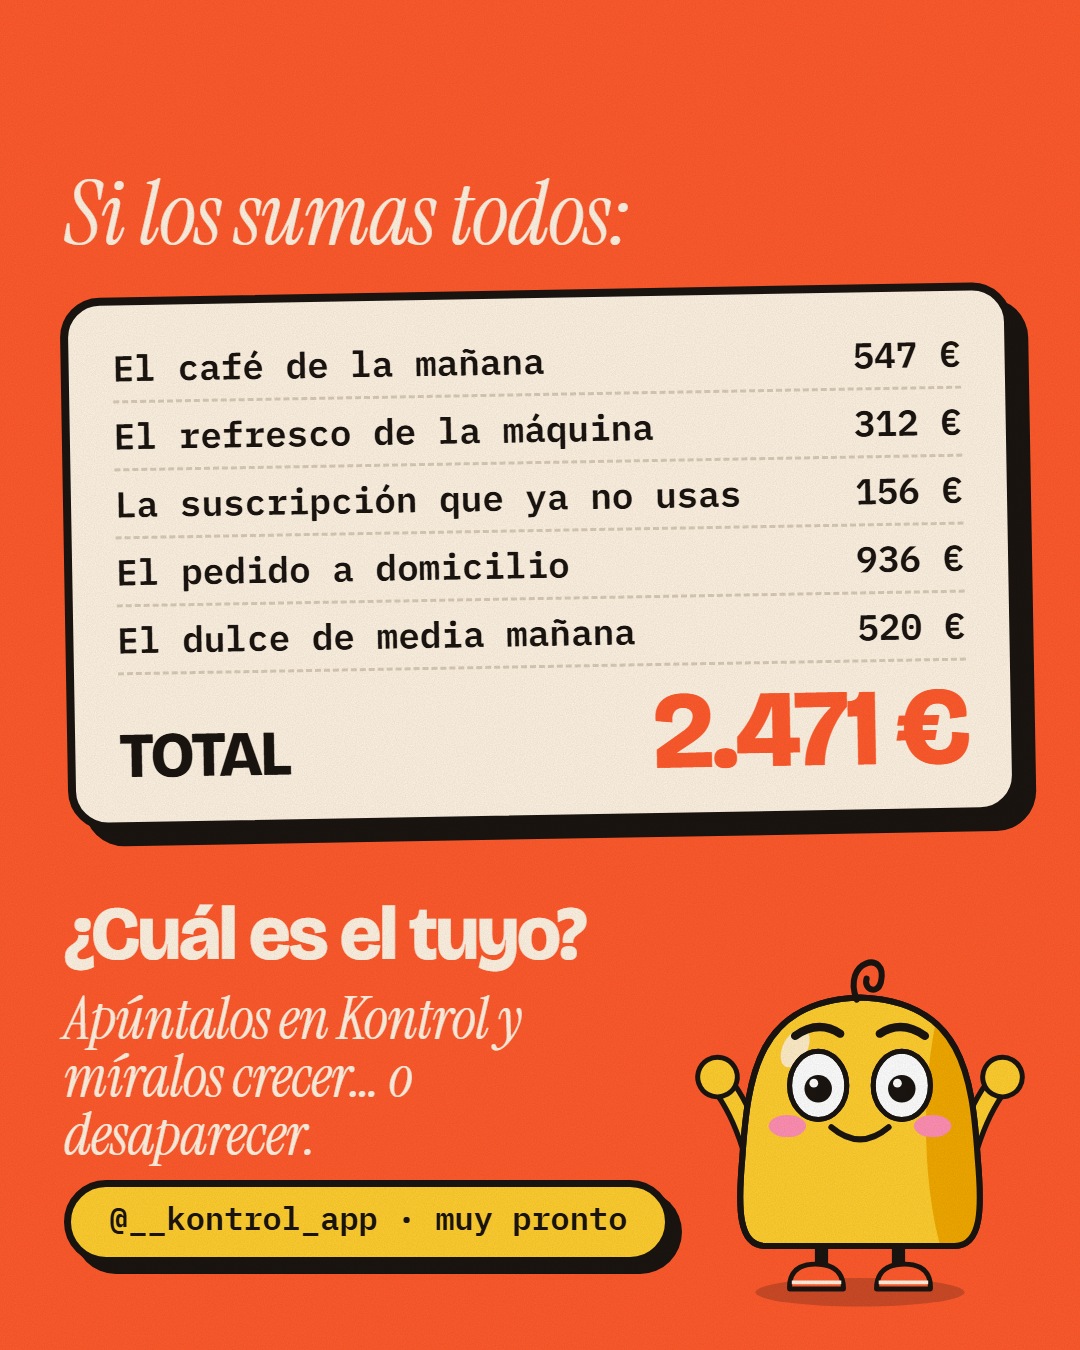 Si los sumas todos:
El café de la mañana 547 €
El refresco de la máquina 312 €
La suscripción que ya no usas 156 €
El pedido a domicilio 936 €
El dulce de media mañana 520 €
TOTAL 2.471 €
¿Cuál es el tuyo?
Apúntalos en Kontrol y
míralos crecer... o
desaparecer.
@__kontrol_app · muy pronto